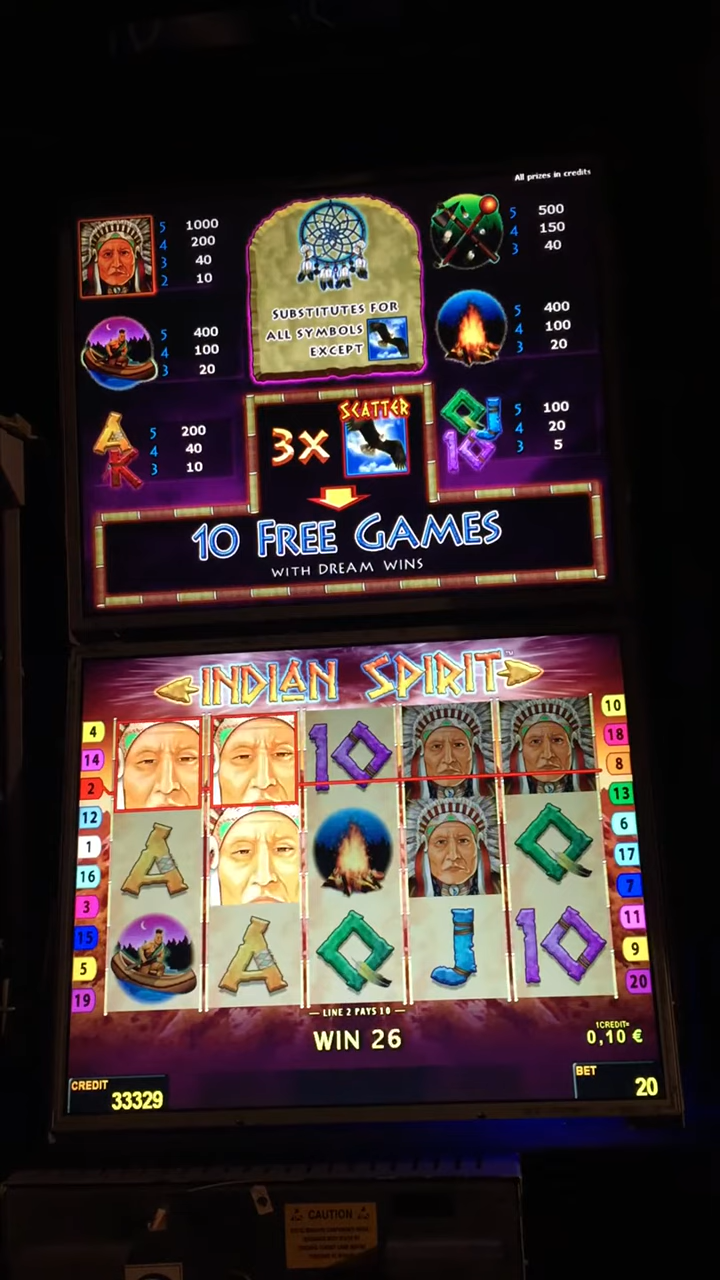 All prizes in credits
5 1000
4 200
3 40
2 10
SUBSTITUTES FOR
ALL SYMBOLS
EXCEPT
5 500
4 150
3 40
5 400
4 100
3 20
5 400
4 100
3 20
A K
5 200
4 40
3 10
3X
SCATTER
Q J 10
5 100
4 20
3 5
10 FREE GAMES
WITH DREAM WINS
INDIAN SPIRIT™
4
14
2
12
1
16
3
15
5
19
10
A
A
Q
Q
J
10
10
18
8
13
6
17
7
11
9
20
LINE 2 PAYS 10
WIN 26
1CREDIT=
0,10 €
CREDIT
33329
BET
20
CAUTION